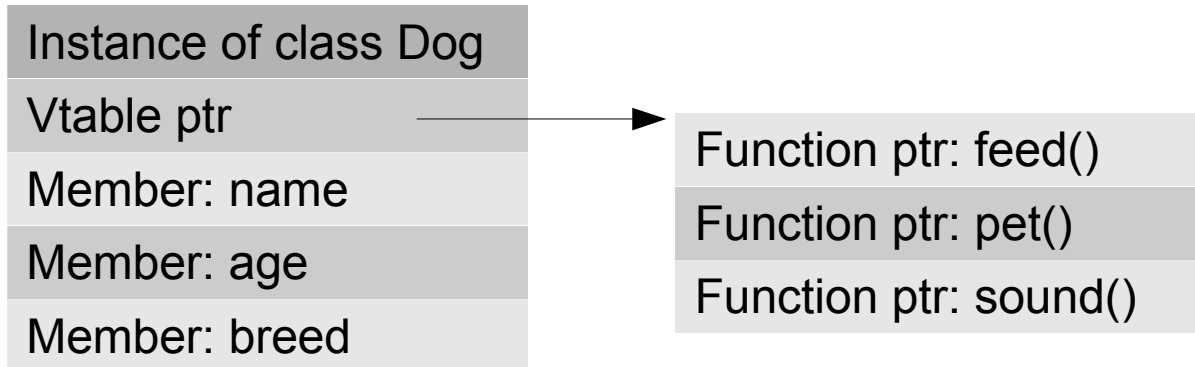 Instance of class Dog
Vtable ptr
Member: name
Member: age
Member: breed
Function ptr: feed()
Function ptr: pet()
Function ptr: sound()